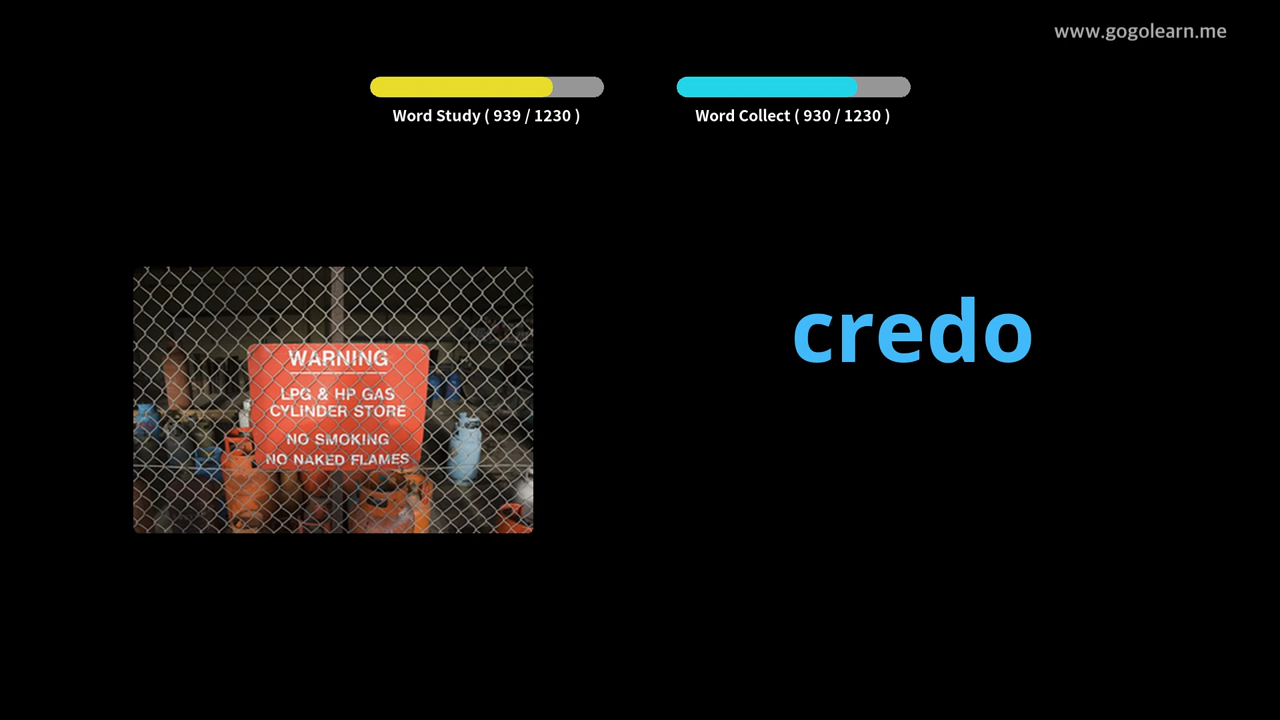 www.gogolearn.me
Word Study ( 939 / 1230 )
Word Collect ( 930 / 1230 )
WARNING
LPG & HP GAS
CYLINDER STORE
NO SMOKING
NO NAKED FLAMES
credo